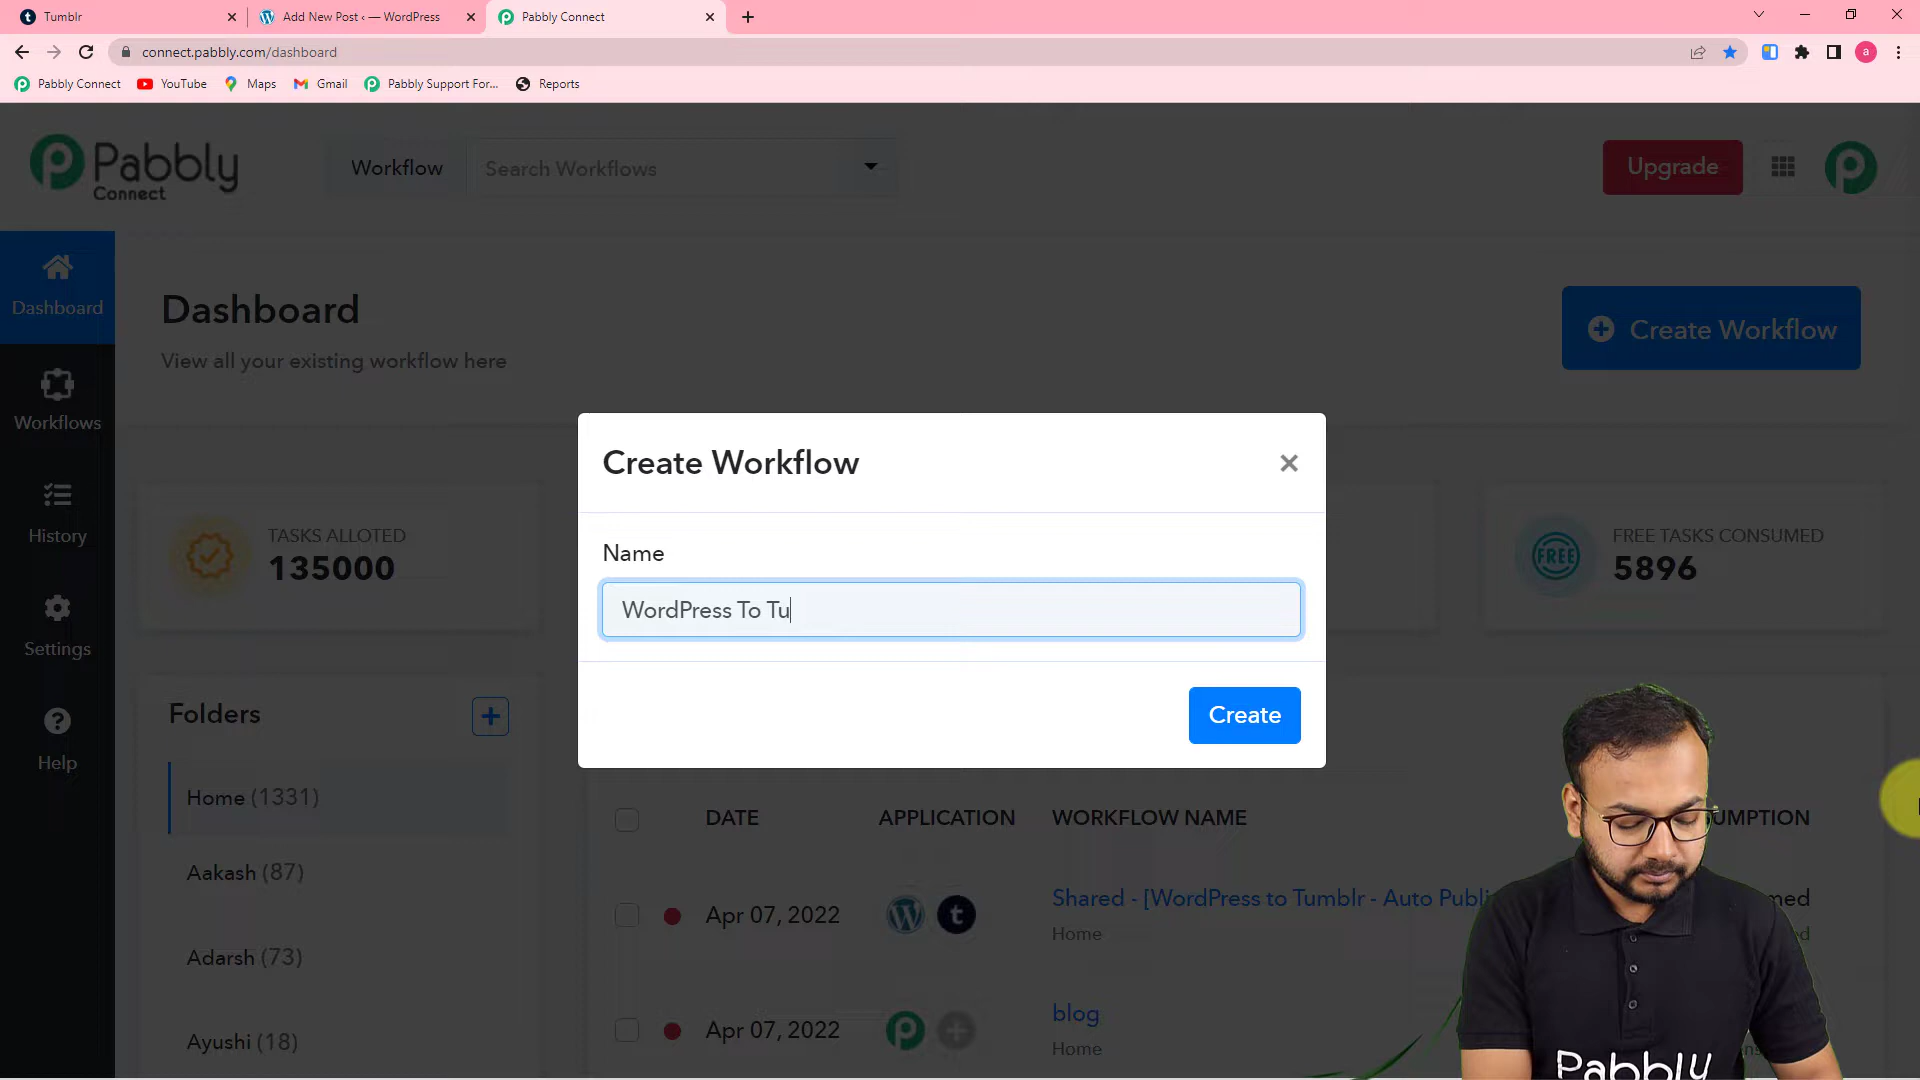 Tumblr
Add New Post ‹ — WordPress
Pabbly Connect
connect.pabbly.com/dashboard
a
Pabbly Connect
YouTube
Maps
Gmail
Pabbly Support For...
Reports
Pabbly
Connect
Workflow
Search Workflows
Upgrade
Dashboard
Dashboard
View all your existing workflow here
Create Workflow
Workflows
Create Workflow
History
TASKS ALLOTED
135000
Name
WordPress To Tu
FREE
FREE TASKS CONSUMED
5896
Settings
Folders
Create
Help
Home (1331)
DATE
APPLICATION
WORKFLOW NAME
UMPTION
Aakash (87)
Apr 07, 2022
Shared - [WordPress to Tumblr - Auto Publi
Home
med
Adarsh (73)
Apr 07, 2022
blog
Home
Ayushi (18)
Pabbly